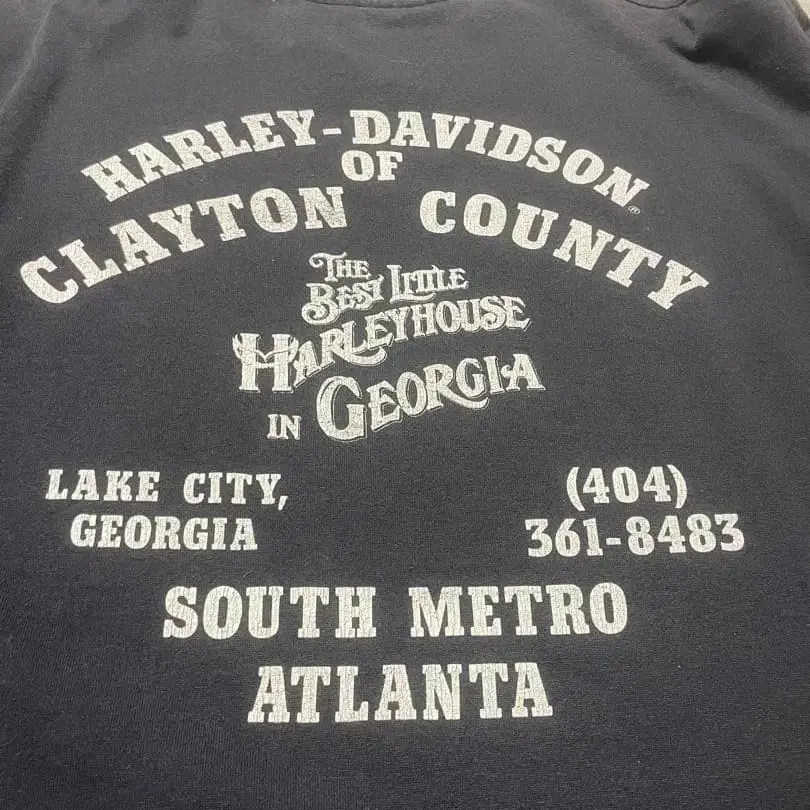 HARLEY-DAVIDSON®
OF
CLAYTON COUNTY
THE
BEST LITTLE
HARLEYHOUSE
IN GEORGIA
LAKE CITY,
GEORGIA
(404)
361-8483
SOUTH METRO
ATLANTA